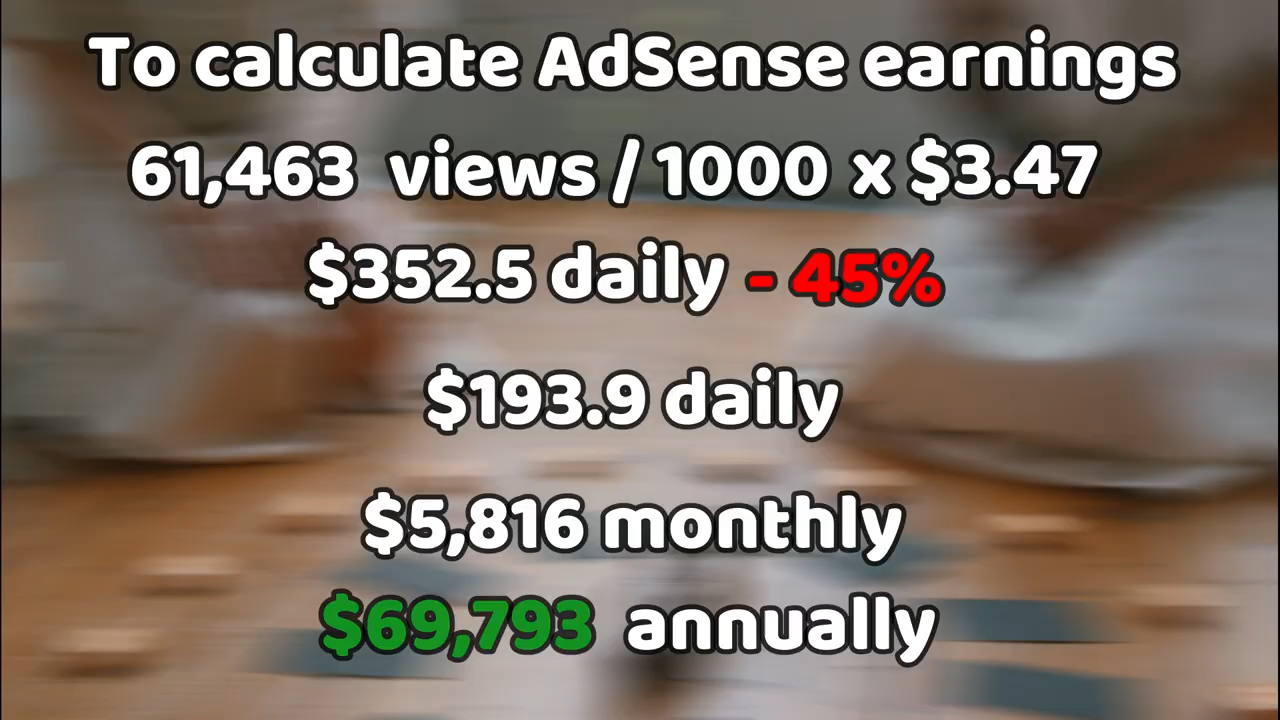 To calculate AdSense earnings
61,463 views / 1000 x $3.47
$352.5 daily - 45%
$193.9 daily
$5,816 monthly
$69,793 annually